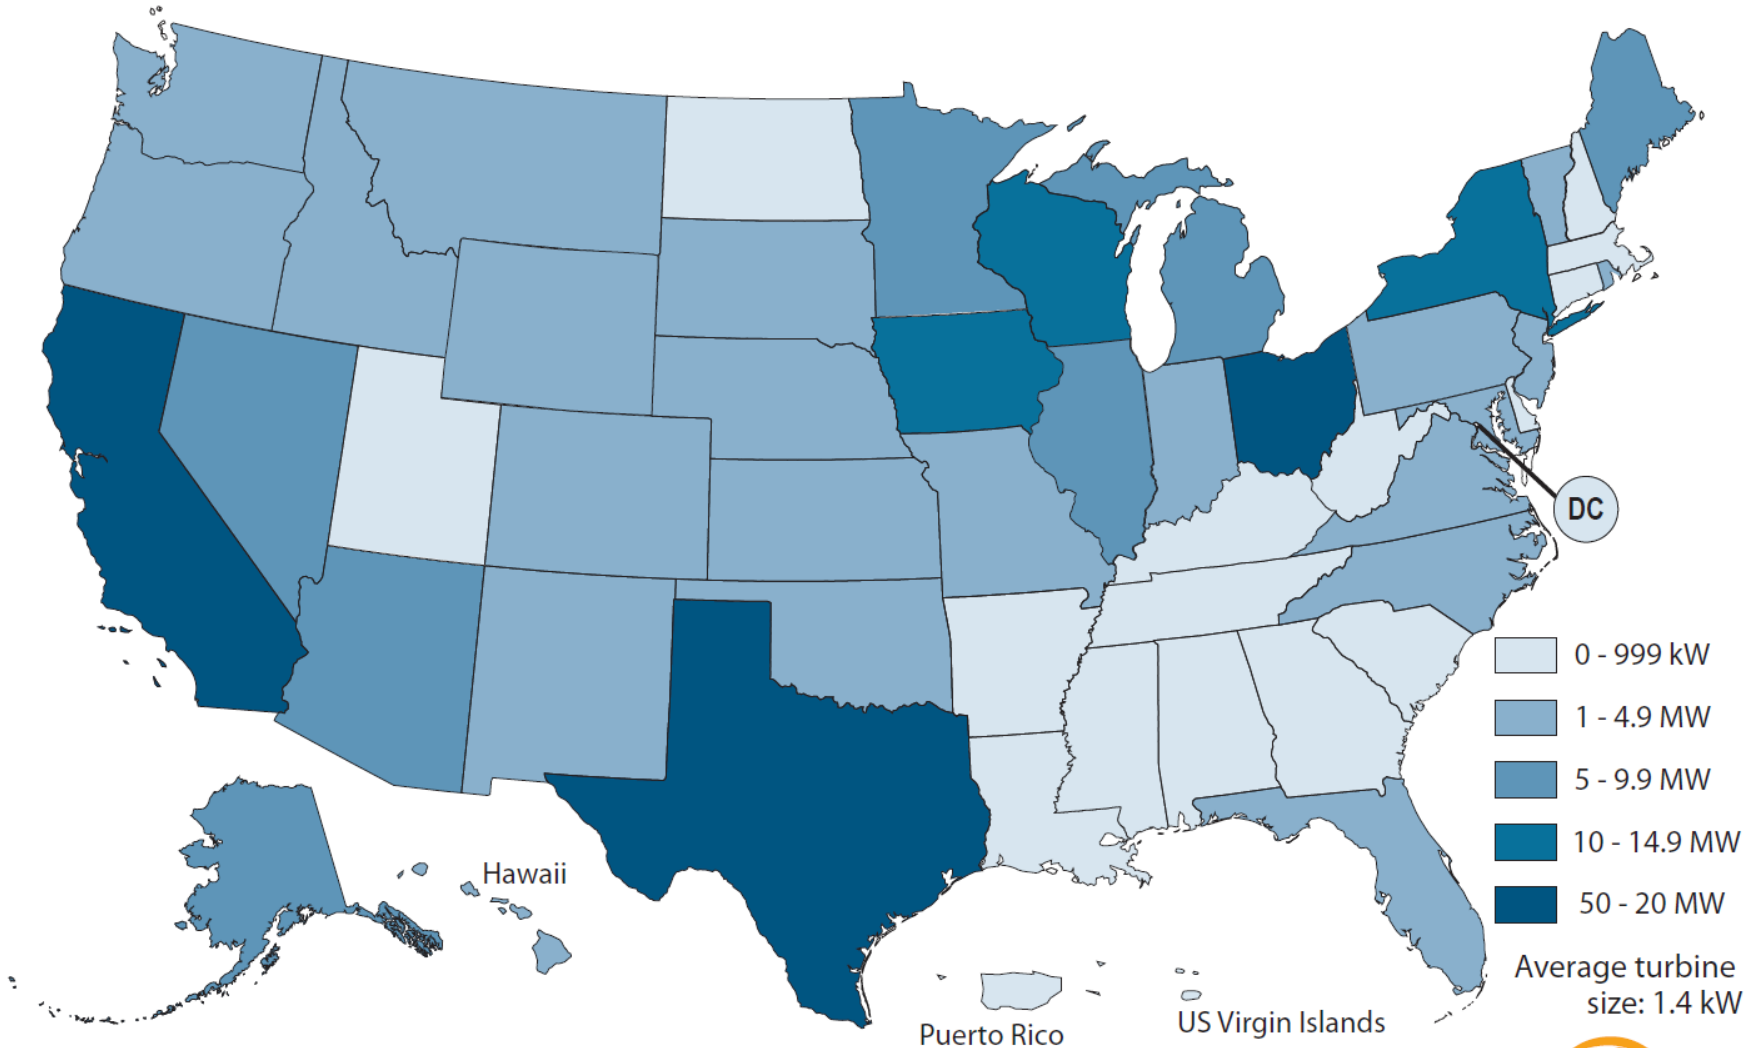 DC
0 - 999 kW
1 - 4.9 MW
5 - 9.9 MW
10 - 14.9 MW
50 - 20 MW
Hawaii
Average turbine
size: 1.4 kW
Puerto Rico
US Virgin Islands